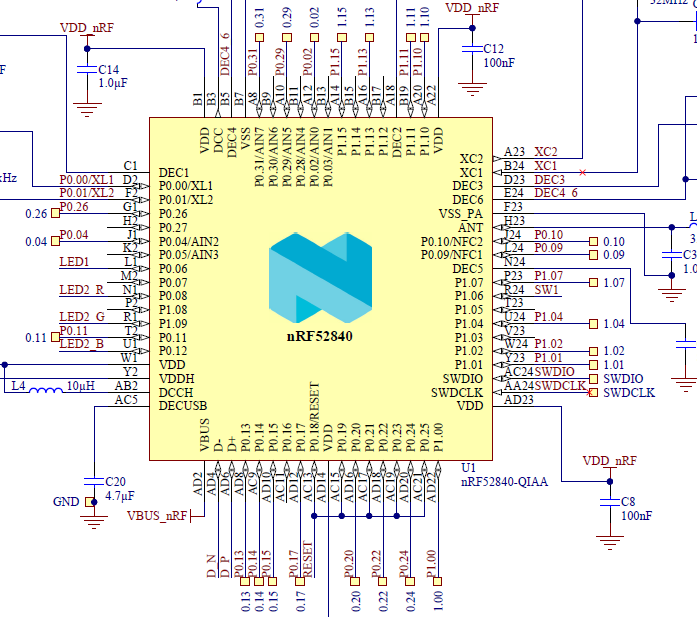 VDD_nRF
C14
1.0μF
DEC4_6
0.31
P0.31
0.29
P0.29
0.02
P0.02
1.15
P1.15
1.13
P1.13
1.11
P1.11
1.10
P1.10
VDD_nRF
C12
100nF
B1
B3
B5
B7
A8
B9
A10
B11
A12
B13
A14
B15
A16
B17
A18
B19
A20
A22
VDD
DCC
DEC4
VSS
P0.31/AIN7
P0.30/AIN6
P0.29/AIN5
P0.28/AIN4
P0.02/AIN0
P0.03/AIN1
P1.15
P1.14
P1.13
P1.12
DEC2
P1.11
P1.10
VDD
C1 DEC1
P0.00/XL1 D2 P0.00/XL1
P0.01/XL2 F2 P0.01/XL2
0.26 P0.26 G1 P0.26
H2 P0.27
0.04 P0.04 J1 P0.04/AIN2
K2 P0.05/AIN3
LED1 L1 P0.06
M2 P0.07
LED2_R N1 P0.08
P2 P1.08
LED2_G R1 P1.09
0.11 P0.11 T2 P0.11
LED2_B U1 P0.12
W1 VDD
Y2 VDDH
L4 10μH AB2 DCCH
AC5 DECUSB
XC2 A23 XC2
XC1 B24 XC1
DEC3 D23 DEC3
DEC6 E24 DEC4_6
VSS_PA F23
ANT H23
P0.10/NFC2 J24 P0.10 0.10
P0.09/NFC1 L24 P0.09 0.09
DEC5 N24
P1.07 P23 P1.07 1.07
P1.06 R24 SW1
P1.05 T23
P1.04 U24 P1.04 1.04
P1.03 V23
P1.02 W24 P1.02 1.02
P1.01 Y23 P1.01 1.01
SWDIO AC24 SWDIO SWDIO
SWDCLK AA24 SWDCLK SWDCLK
VDD AD23
nRF52840
VBUS
D-
D+
P0.13
P0.14
P0.15
P0.16
P0.17
P0.18/RESET
VDD
P0.19
P0.20
P0.21
P0.22
P0.23
P0.24
P0.25
P1.00
U1
nRF52840-QIAA
AD2
AD4
AD6
AD8
AC9
AD10
AC11
AD12
AC13
AD14
AC15
AD16
AC17
AD18
AC19
AD20
AC21
AD22
C20
4.7μF
GND
VBUS_nRF
D_N
D_P
P0.13
P0.14
P0.15
P0.17
RESET
P0.20
P0.22
P0.24
P1.00
0.13
0.14
0.15
0.17
0.20
0.22
0.24
1.00
VDD_nRF
C8
100nF